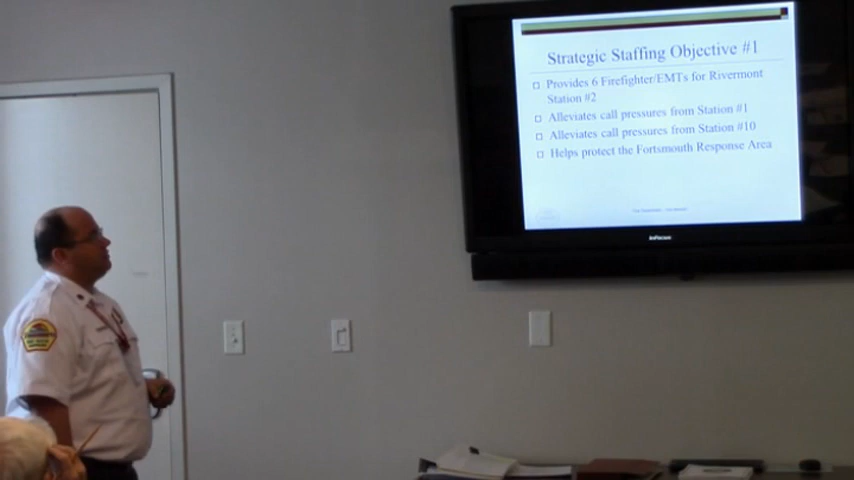 Strategic Staffing Objective #1
Provides 6 Firefighter/EMTs for Rivermont
Station #2
Alleviates call pressures from Station #1
Alleviates call pressures from Station #10
Helps protect the Fortsmouth Response Area
InFocus